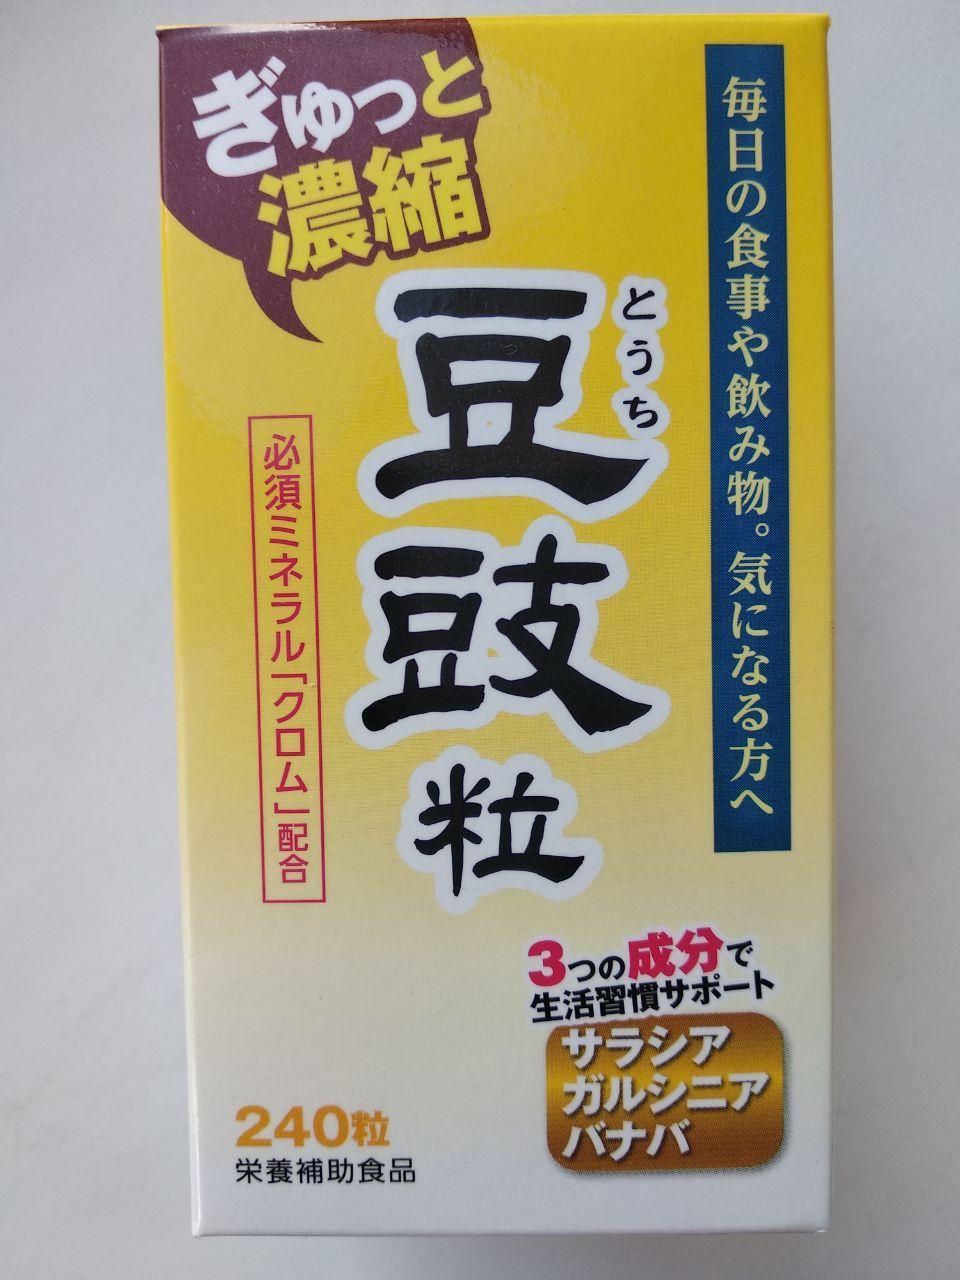 ぎゅっと
濃縮
毎日の食事や飲み物。気になる方へ
とうち
豆豉粒
必須ミネラル「クロム」配合
3つの成分で
生活習慣サポート
サラシア
ガルシニア
バナバ
240粒
栄養補助食品